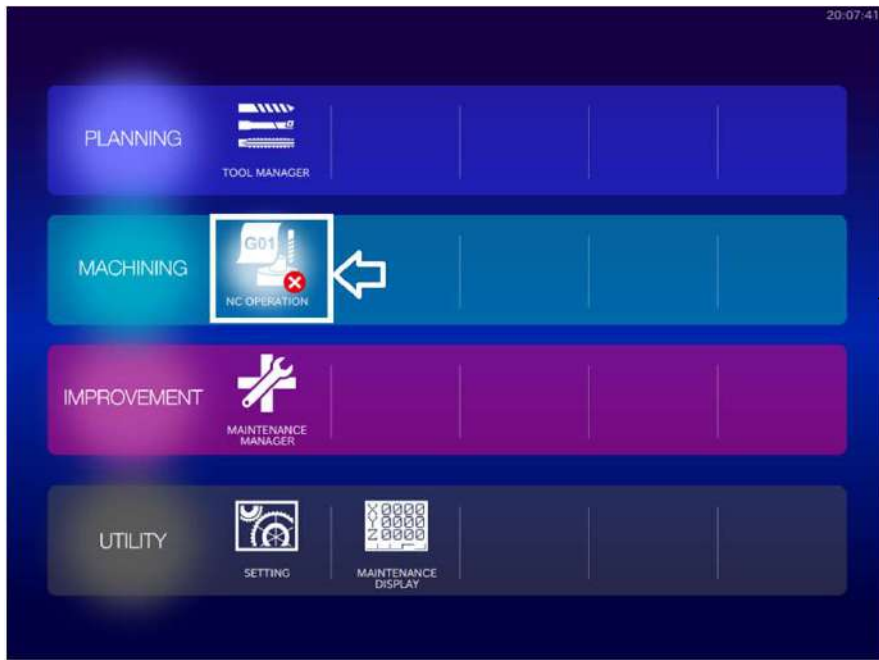 20:07:41
PLANNING
TOOL MANAGER
MACHINING
G01
NC OPERATION
IMPROVEMENT
MAINTENANCE
MANAGER
UTILITY
SETTING
X0000
Y0000
Z0000
MAINTENANCE
DISPLAY